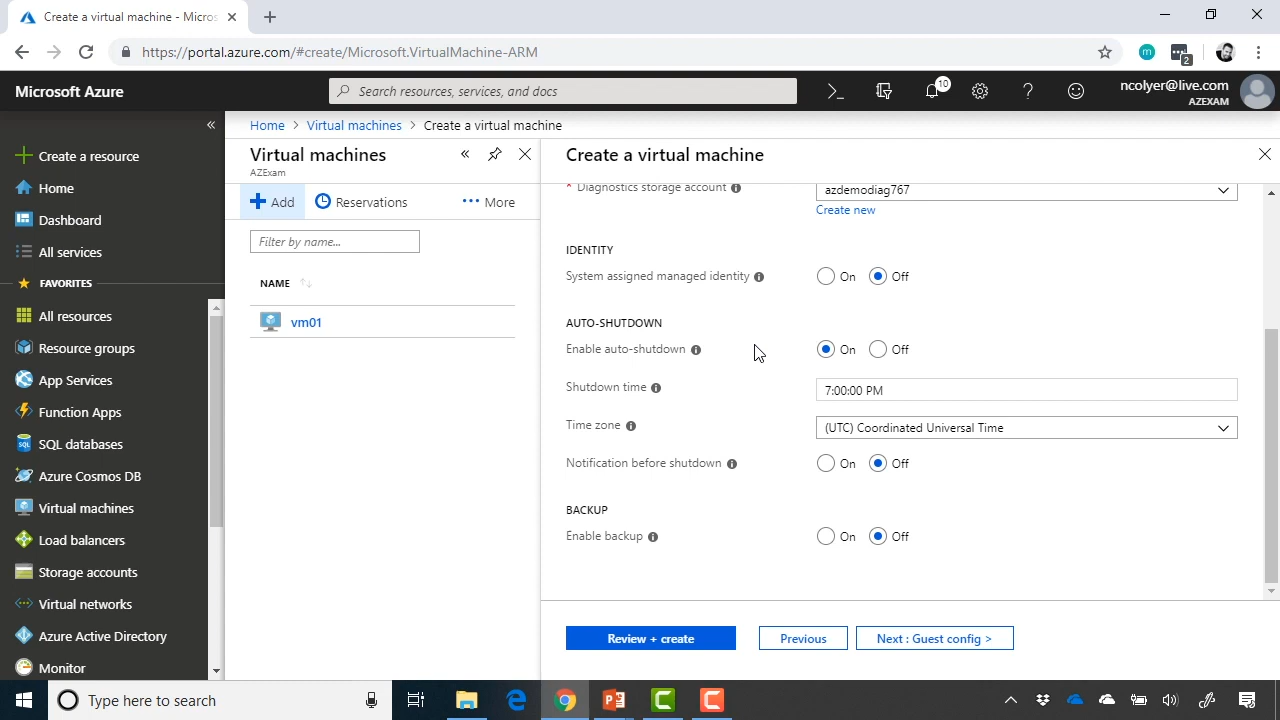 Create a virtual machine - Micros
https://portal.azure.com/#create/Microsoft.VirtualMachine-ARM
m
2
Microsoft Azure
Search resources, services, and docs
10
ncolyer@live.com
AZEXAM
Create a resource
Home
Dashboard
All services
FAVORITES
All resources
Resource groups
App Services
Function Apps
SQL databases
Azure Cosmos DB
Virtual machines
Load balancers
Storage accounts
Virtual networks
Azure Active Directory
Monitor
Home > Virtual machines > Create a virtual machine
Virtual machines
AZExam
Add
Reservations
More
Filter by name...
NAME
vm01
Create a virtual machine
* Diagnostics storage account
azdemodiag767
Create new
IDENTITY
System assigned managed identity On Off
AUTO-SHUTDOWN
Enable auto-shutdown On Off
Shutdown time 7:00:00 PM
Time zone (UTC) Coordinated Universal Time
Notification before shutdown On Off
BACKUP
Enable backup On Off
Review + create
Previous
Next : Guest config >
Type here to search